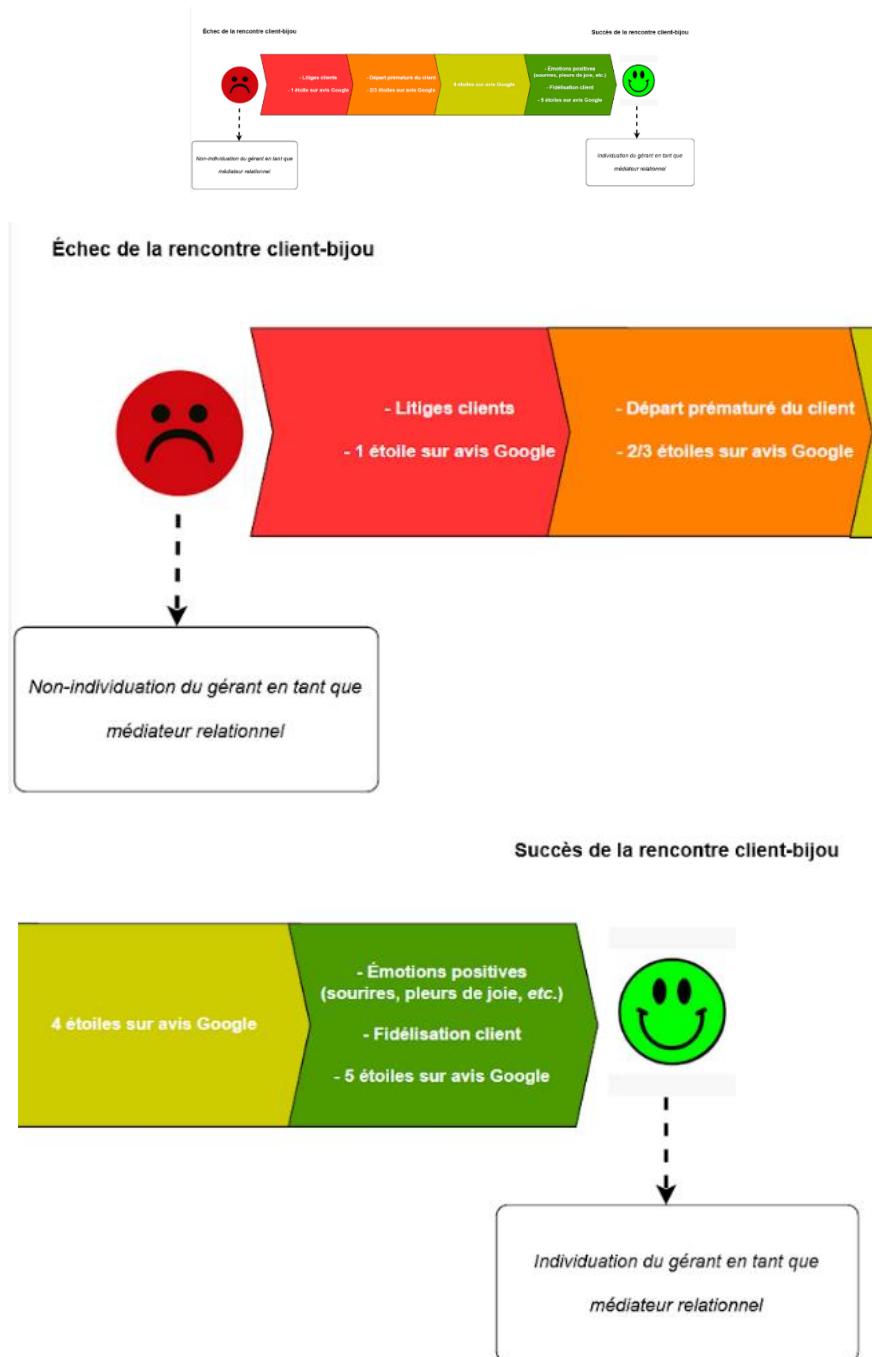 Échec de la rencontre client-bijou
Succès de la rencontre client-bijou
- Litiges clients
- 1 étoile sur avis Google
- Départ prématuré du client
- 2/3 étoiles sur avis Google
4 étoiles sur avis Google
- Émotions positives
(sourires, pleurs de joie, etc.)
- Fidélisation client
- 5 étoiles sur avis Google
Non-individuation du gérant en tant que
médiateur relationnel
Individuation du gérant en tant que
médiateur relationnel
Échec de la rencontre client-bijou
- Litiges clients
- 1 étoile sur avis Google
- Départ prématuré du client
- 2/3 étoiles sur avis Google
Non-individuation du gérant en tant que
médiateur relationnel
Succès de la rencontre client-bijou
4 étoiles sur avis Google
- Émotions positives
(sourires, pleurs de joie, etc.)
- Fidélisation client
- 5 étoiles sur avis Google
Individuation du gérant en tant que
médiateur relationnel